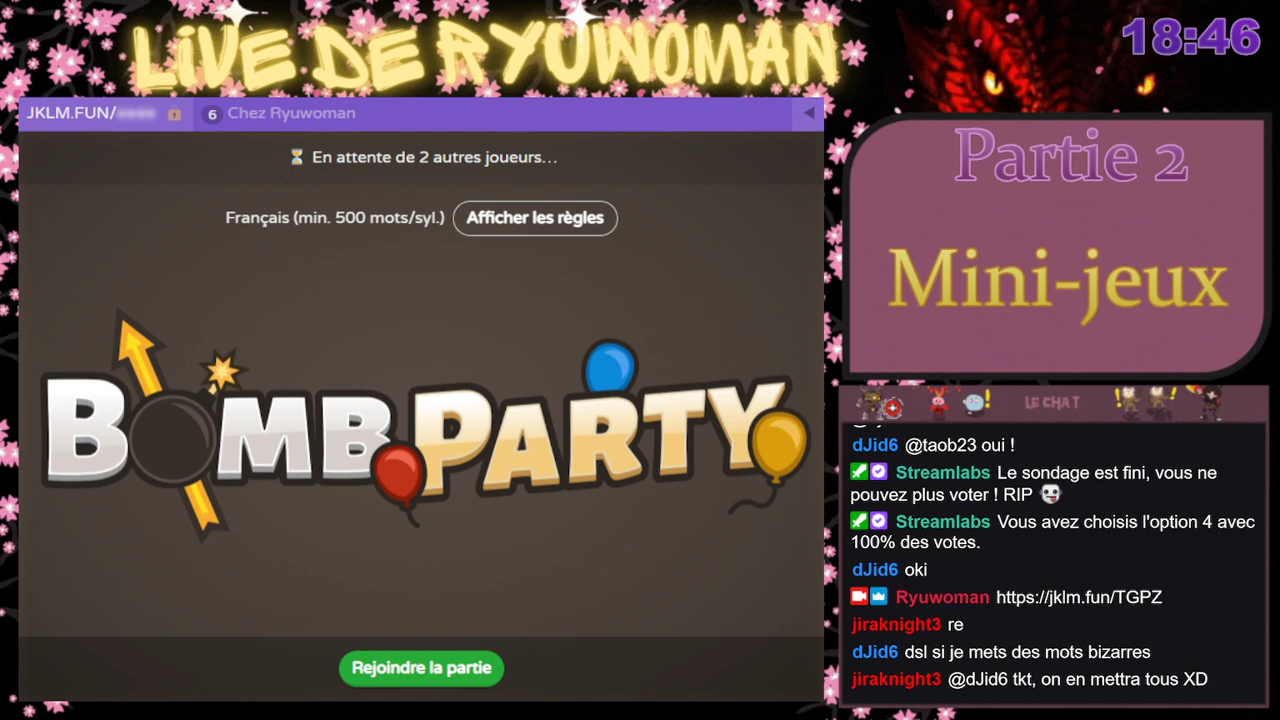 LIVE DE RYUWOMAN
18:46
JKLM.FUN/
6 Chez Ryuwoman
En attente de 2 autres joueurs…
Français (min. 500 mots/syl.) Afficher les règles
BOMBPARTY
Rejoindre la partie
Partie 2
Mini-jeux
LE CHAT
dJid6 @taob23 oui !
Streamlabs Le sondage est fini, vous ne
pouvez plus voter ! RIP
Streamlabs Vous avez choisis l'option 4 avec
100% des votes.
dJid6 oki
Ryuwoman https://jklm.fun/TGPZ
jiraknight3 re
dJid6 dsl si je mets des mots bizarres
jiraknight3 @dJid6 tkt, on en mettra tous XD